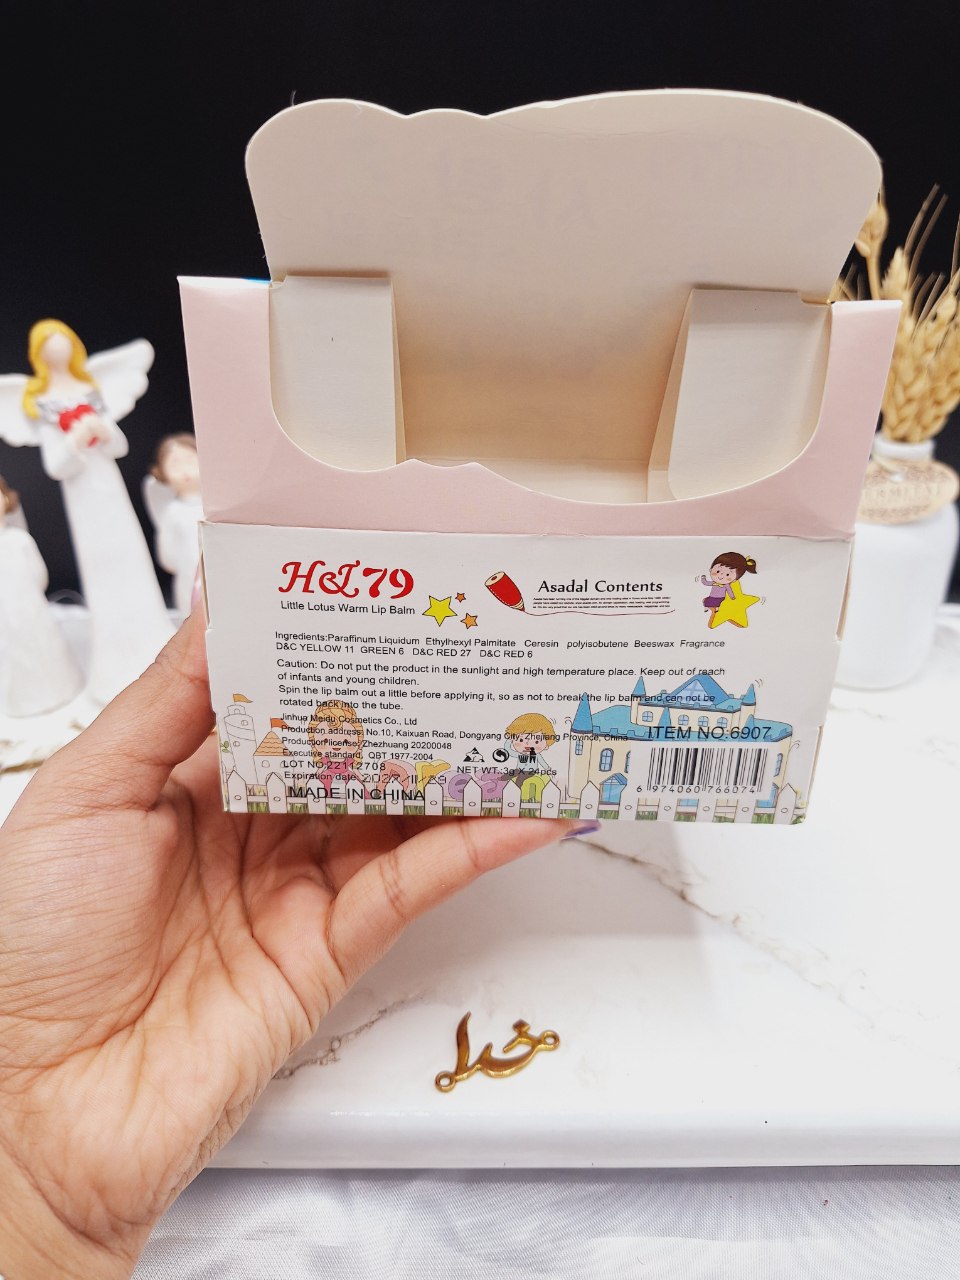 H&L79
Little Lotus Warm Lip Balm
Asadal Contents
Ingredients:Paraffinum Liquidum Ethylhexyl Palmitate Ceresin polyisobutene Beeswax Fragrance
D&C YELLOW 11 GREEN 6 D&C RED 27 D&C RED 6
Caution: Do not put the product in the sunlight and high temperature place. Keep out of reach
of infants and young children.
Spin the lip balm out a little before applying it, so as not to break the lip balm and can not be
rotated back into the tube.
Jinhua Meidu Cosmetics Co., Ltd
Production address: No.10, Kaixuan Road, Dongyang City, Zhejiang Province, China
Production license: Zhezhuang 20200048
Executive standard, QBT 1977-2004
LOT NO:22112708
Expiration date: 2027/11/29
NET WT.:3g X 24pcs
MADE IN CHINA
ITEM NO:6907
6 974060 766074
خدا